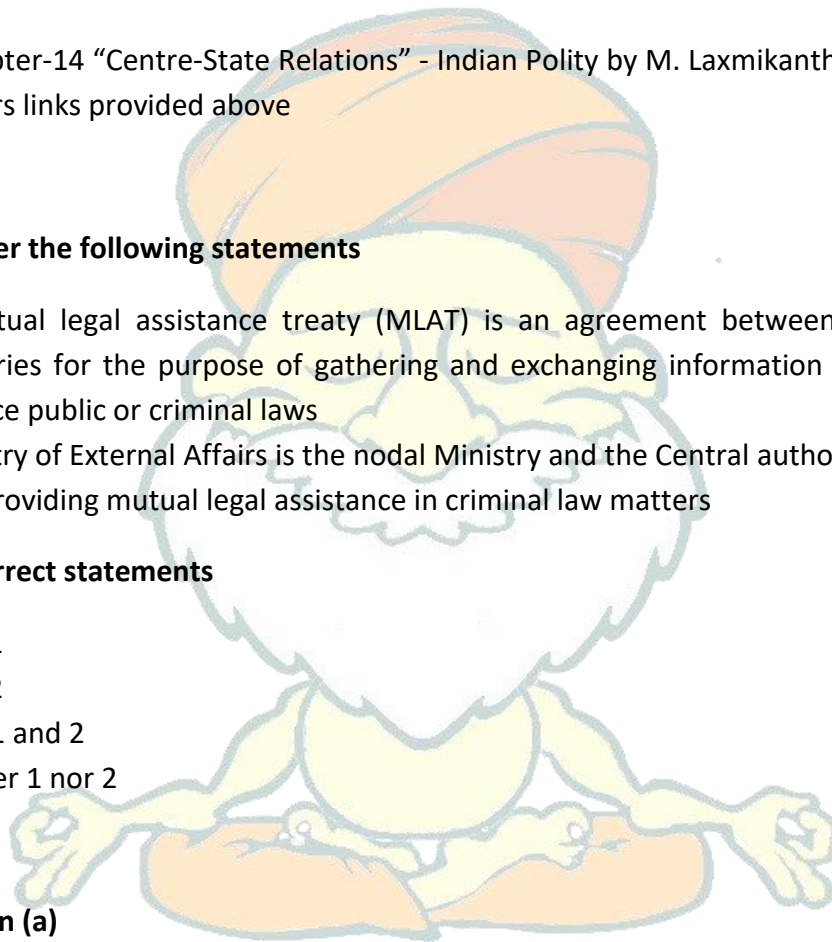 pter-14 “Centre-State Relations” - Indian Polity by M. Laxmikanth
rs links provided above
er the following statements
tual legal assistance treaty (MLAT) is an agreement between
ries for the purpose of gathering and exchanging information
ce public or criminal laws
try of External Affairs is the nodal Ministry and the Central autho
roviding mutual legal assistance in criminal law matters
rrect statements
2
1 and 2
er 1 nor 2
n (a)